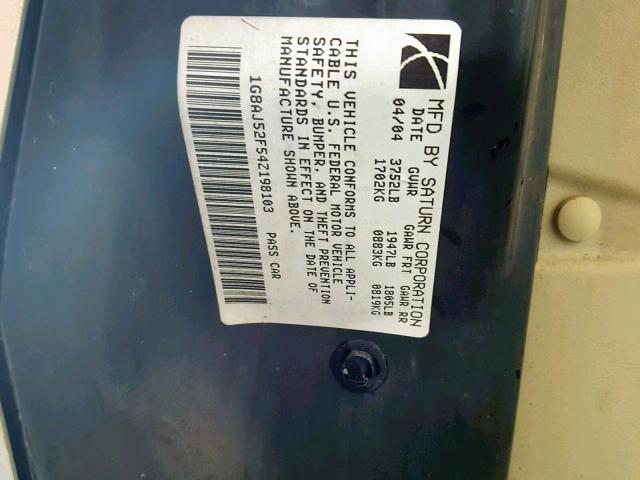 MFD BY SATURN CORPORATION
DATE GVWR GAWR FRT GAWR RR
04/04 3752LB 1947LB 1805LB
1702KG 0883KG 0819KG
THIS VEHICLE CONFORMS TO ALL APPLI-
CABLE U.S. FEDERAL MOTOR VEHICLE
SAFETY, BUMPER, AND THEFT PREVENTION
STANDARDS IN EFFECT ON THE DATE OF
MANUFACTURE SHOWN ABOVE.
1G8AJ52F54Z198103 PASS CAR